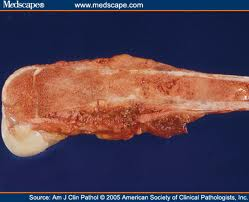 Medscape®
www.medscape.com
Source: Am J Clin Pathol © 2005 American Society of Clinical Pathologists, Inc